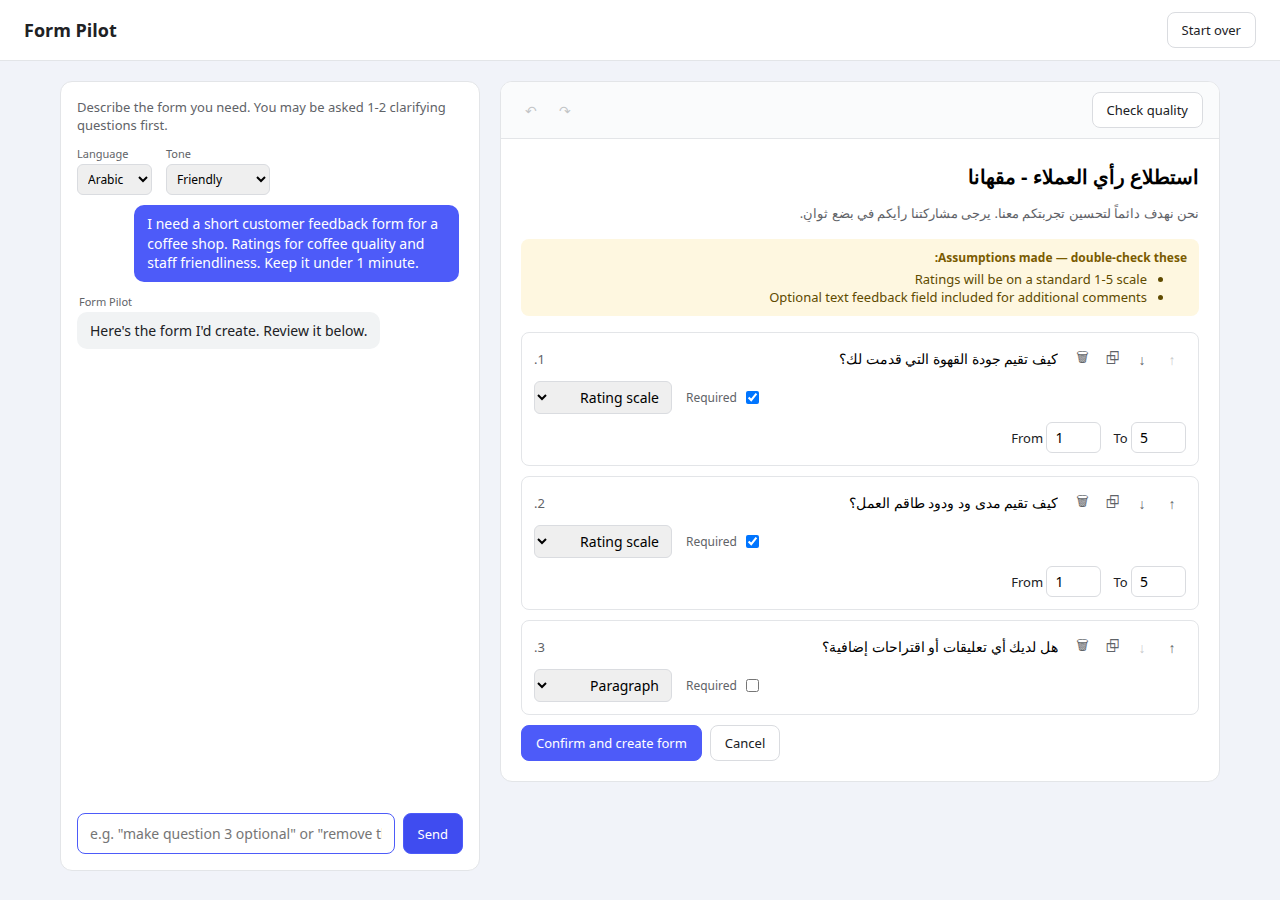 Form Pilot
Start over
Describe the form you need. You may be asked 1-2 clarifying
questions first.
Language
Tone
Arabic
Friendly
I need a short customer feedback form for a
coffee shop. Ratings for coffee quality and
staff friendliness. Keep it under 1 minute.
Form Pilot
Here's the form I'd create. Review it below.
e.g. "make question 3 optional" or "remove t
Send
↶ ↷
Check quality
استطلاع رأي العملاء - مقهانا
نحن نهدف دائماً لتحسين تجربتكم معنا. يرجى مشاركتنا رأيكم في بضع ثوانٍ.
:Assumptions made — double-check these
Ratings will be on a standard 1-5 scale
Optional text feedback field included for additional comments
.1
كيف تقيم جودة القهوة التي قدمت لك؟
↓ ↑
Rating scale
Required
From 1 To 5
.2
كيف تقيم مدى ود ودود طاقم العمل؟
↓ ↑
Rating scale
Required
From 1 To 5
.3
هل لديك أي تعليقات أو اقتراحات إضافية؟
↓ ↑
Paragraph
Required
Confirm and create form
Cancel